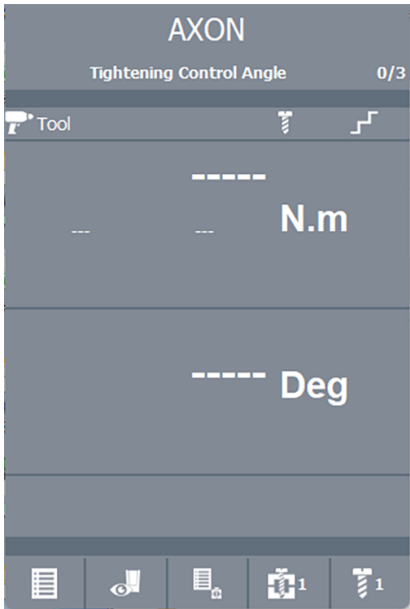 AXON
Tightening Control Angle 0/3
Tool
-----
--- --- N.m
----- Deg
1 1